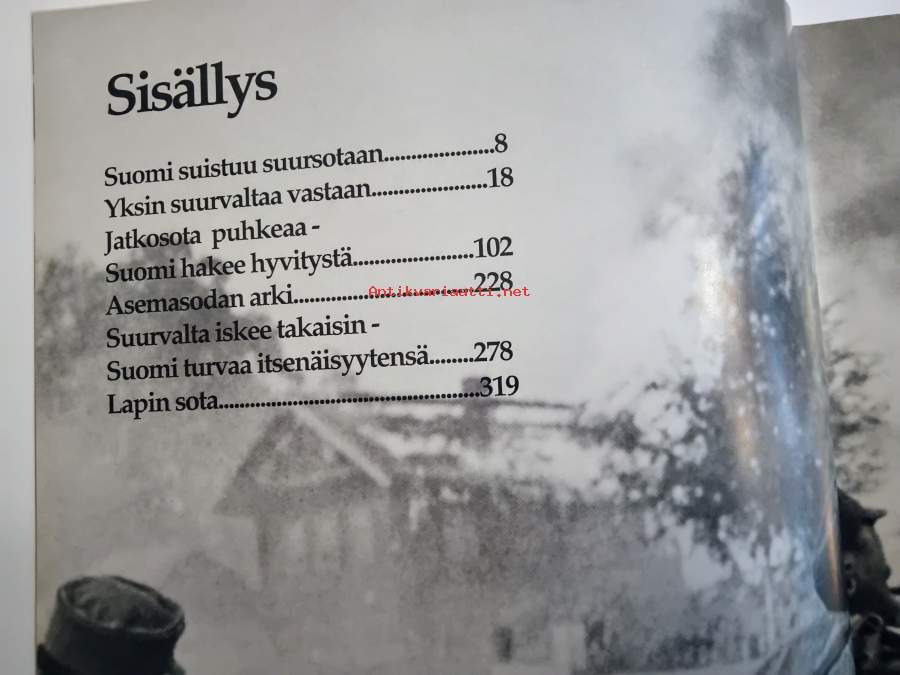 Sisällys
Suomi suistuu suursotaan.....................8
Yksin suurvaltaa vastaan......................18
Jatkosota puhkeaa -
Suomi hakee hyvitystä.......................102
Asemasodan arki..................................228
Antikvariaatti.net
Suurvalta iskee takaisin -
Suomi turvaa itsenäisyytensä........278
Lapin sota..................................................319